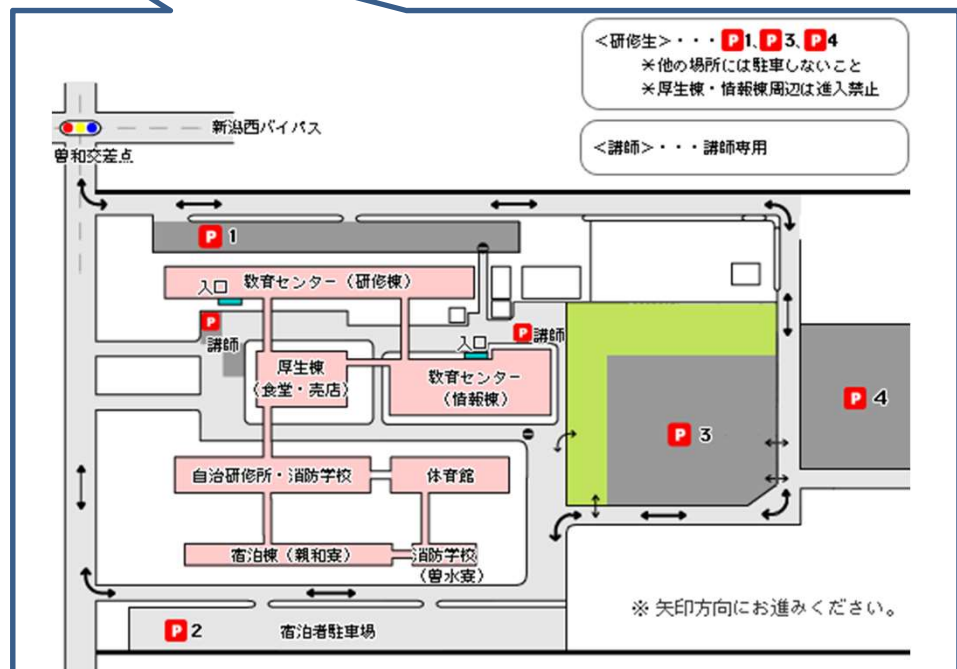 <研修生>・・・P1、P3、P4
＊他の場所には駐車しないこと
＊厚生棟・情報棟周辺は進入禁止
<講師>・・・講師専用
新潟西バイパス
曽和交差点
P 1
教育センター（研修棟）
入口
P
講師
P 講師
入口
厚生棟
（食堂・売店）
教育センター
（情報棟）
P 4
P 3
自治研修所・消防学校
体育館
宿泊棟（親和寮）
消防学校
（曽水寮）
※ 矢印方向にお進みください。
P 2
宿泊者駐車場